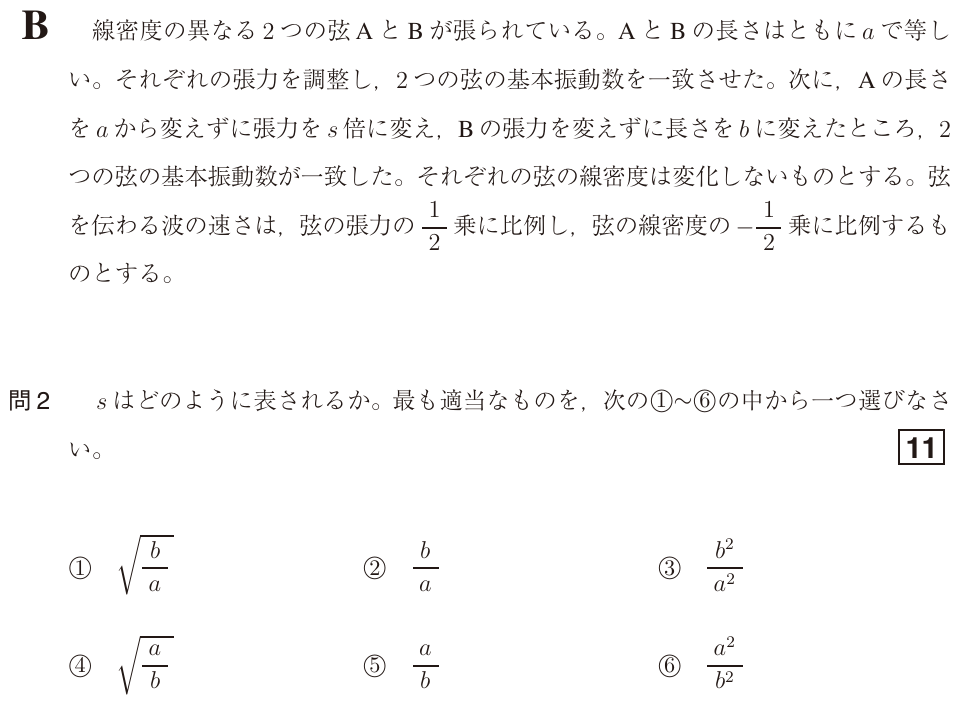 B 線密度の異なる2つの弦AとBが張られている。AとBの長さはともにaで等し
い。それぞれの張力を調整し，2つの弦の基本振動数を一致させた。次に，Aの長さ
をaから変えずに張力をs倍に変え，Bの張力を変えずに長さをbに変えたところ，2
つの弦の基本振動数が一致した。それぞれの弦の線密度は変化しないものとする。弦
を伝わる波の速さは，弦の張力の 1/2 乗に比例し，弦の線密度の −1/2 乗に比例するも
のとする。
問2 sはどのように表されるか。最も適当なものを，次の①～⑥の中から一つ選びなさ
い。 11
① √(b/a) ② b/a ③ b²/a²
④ √(a/b) ⑤ a/b ⑥ a²/b²